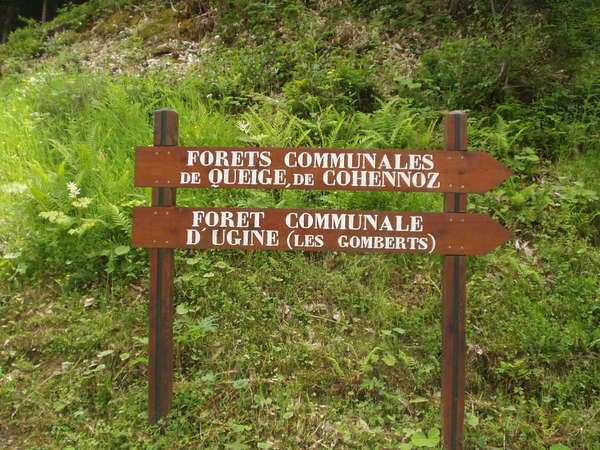 FORETS COMMUNALES
DE QUEIGE, DE COHENNOZ
FORET COMMUNALE
D'UGINE (LES GOMBERTS)